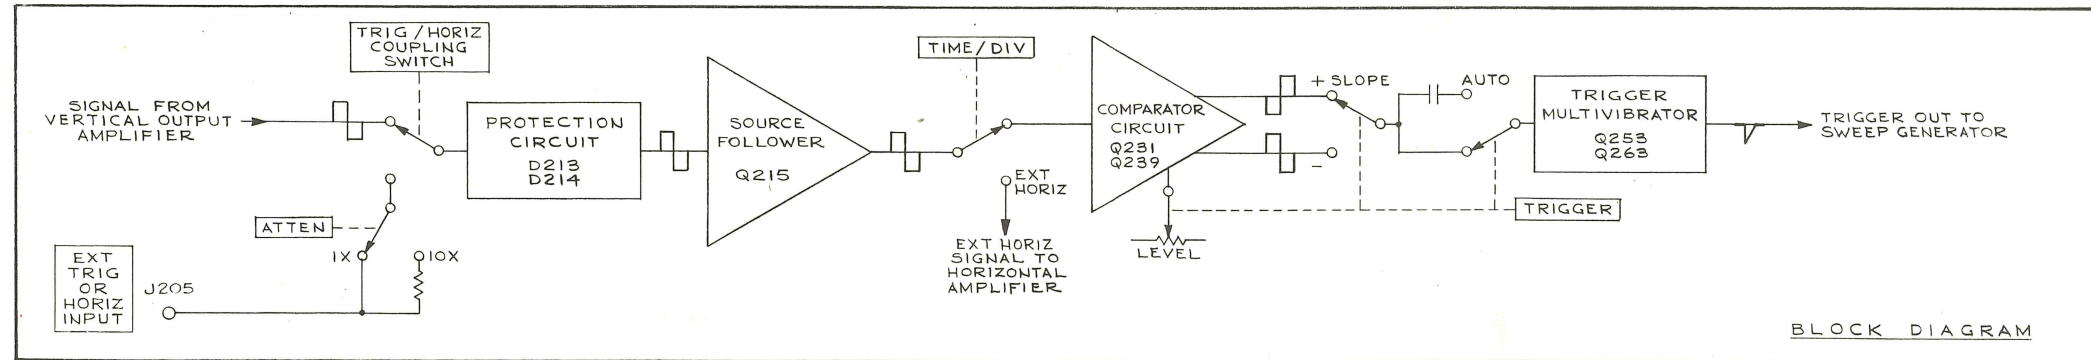 TRIG/HORIZ
COUPLING
SWITCH
SIGNAL FROM
VERTICAL OUTPUT
AMPLIFIER
PROTECTION
CIRCUIT
D213
D214
SOURCE
FOLLOWER
Q215
TIME/DIV
EXT
HORIZ
EXT HORIZ
SIGNAL TO
HORIZONTAL
AMPLIFIER
COMPARATOR
CIRCUIT
Q231
Q239
+ SLOPE
-
AUTO
TRIGGER
MULTIVIBRATOR
Q253
Q263
TRIGGER OUT TO
SWEEP GENERATOR
TRIGGER
LEVEL
ATTEN
1X
10X
EXT
TRIG
OR
HORIZ
INPUT
J205
BLOCK DIAGRAM